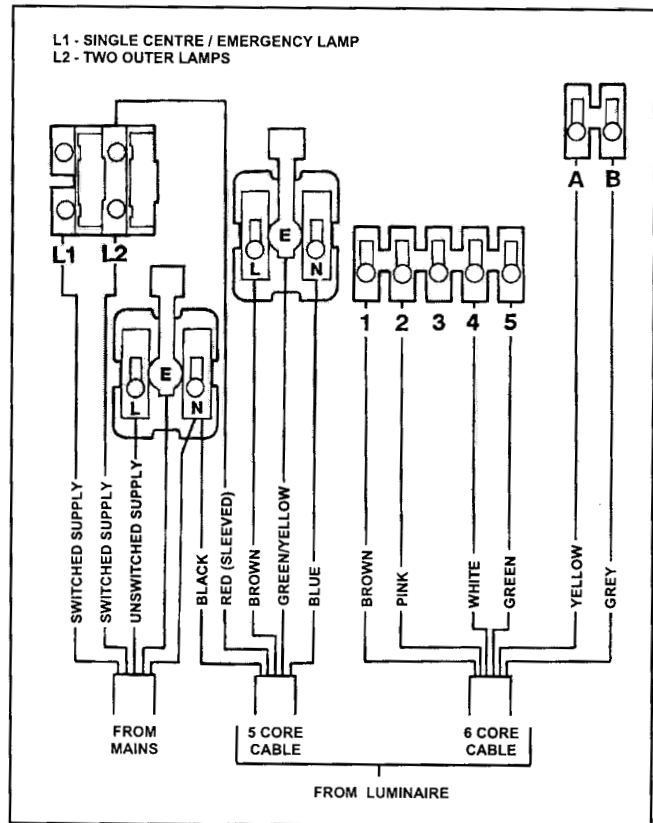 L1 - SINGLE CENTRE / EMERGENCY LAMP
L2 - TWO OUTER LAMPS
A B
L1 L2
L E N
1 2 3 4 5
L E N
SWITCHED SUPPLY
SWITCHED SUPPLY
UNSWITCHED SUPPLY
BLACK
RED (SLEEVED)
BROWN
GREEN/YELLOW
BLUE
BROWN
PINK
WHITE
GREEN
YELLOW
GREY
FROM
MAINS
5 CORE
CABLE
6 CORE
CABLE
FROM LUMINAIRE